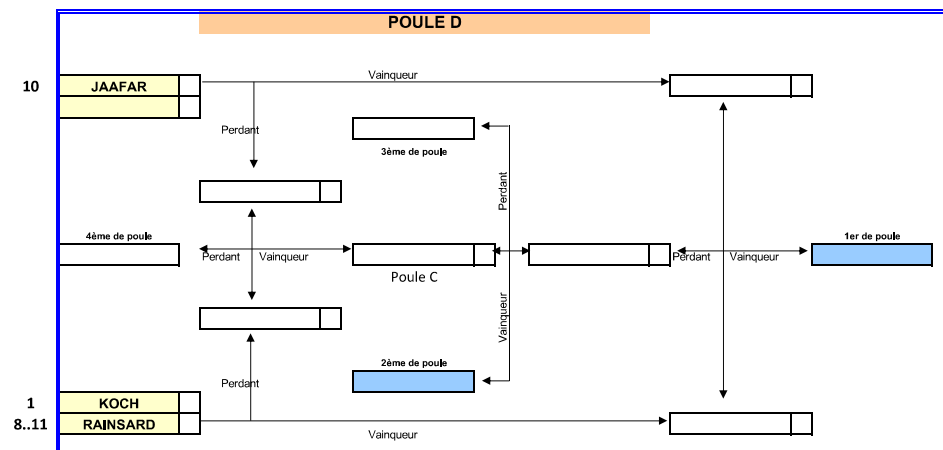 POULE D
Vainqueur
10 JAAFAR
Perdant
3ème de poule
Perdant
4ème de poule
1er de poule
Perdant Vainqueur
Perdant Vainqueur
Poule C
Vainqueur
2ème de poule
Perdant
1 KOCH
8..11 RAINSARD
Vainqueur